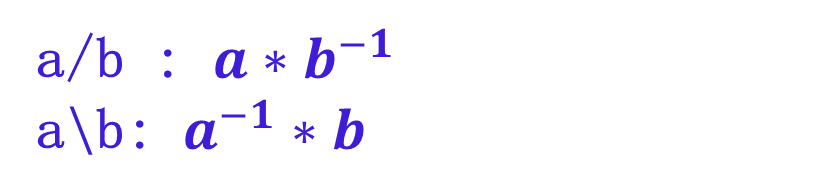 a/b : a ∗ b⁻¹
a\b: a⁻¹ ∗ b